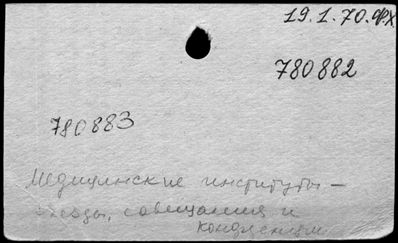 19.1.70.фх
780882
780883
Медицинские институты –
съезды, совещания и
конференции